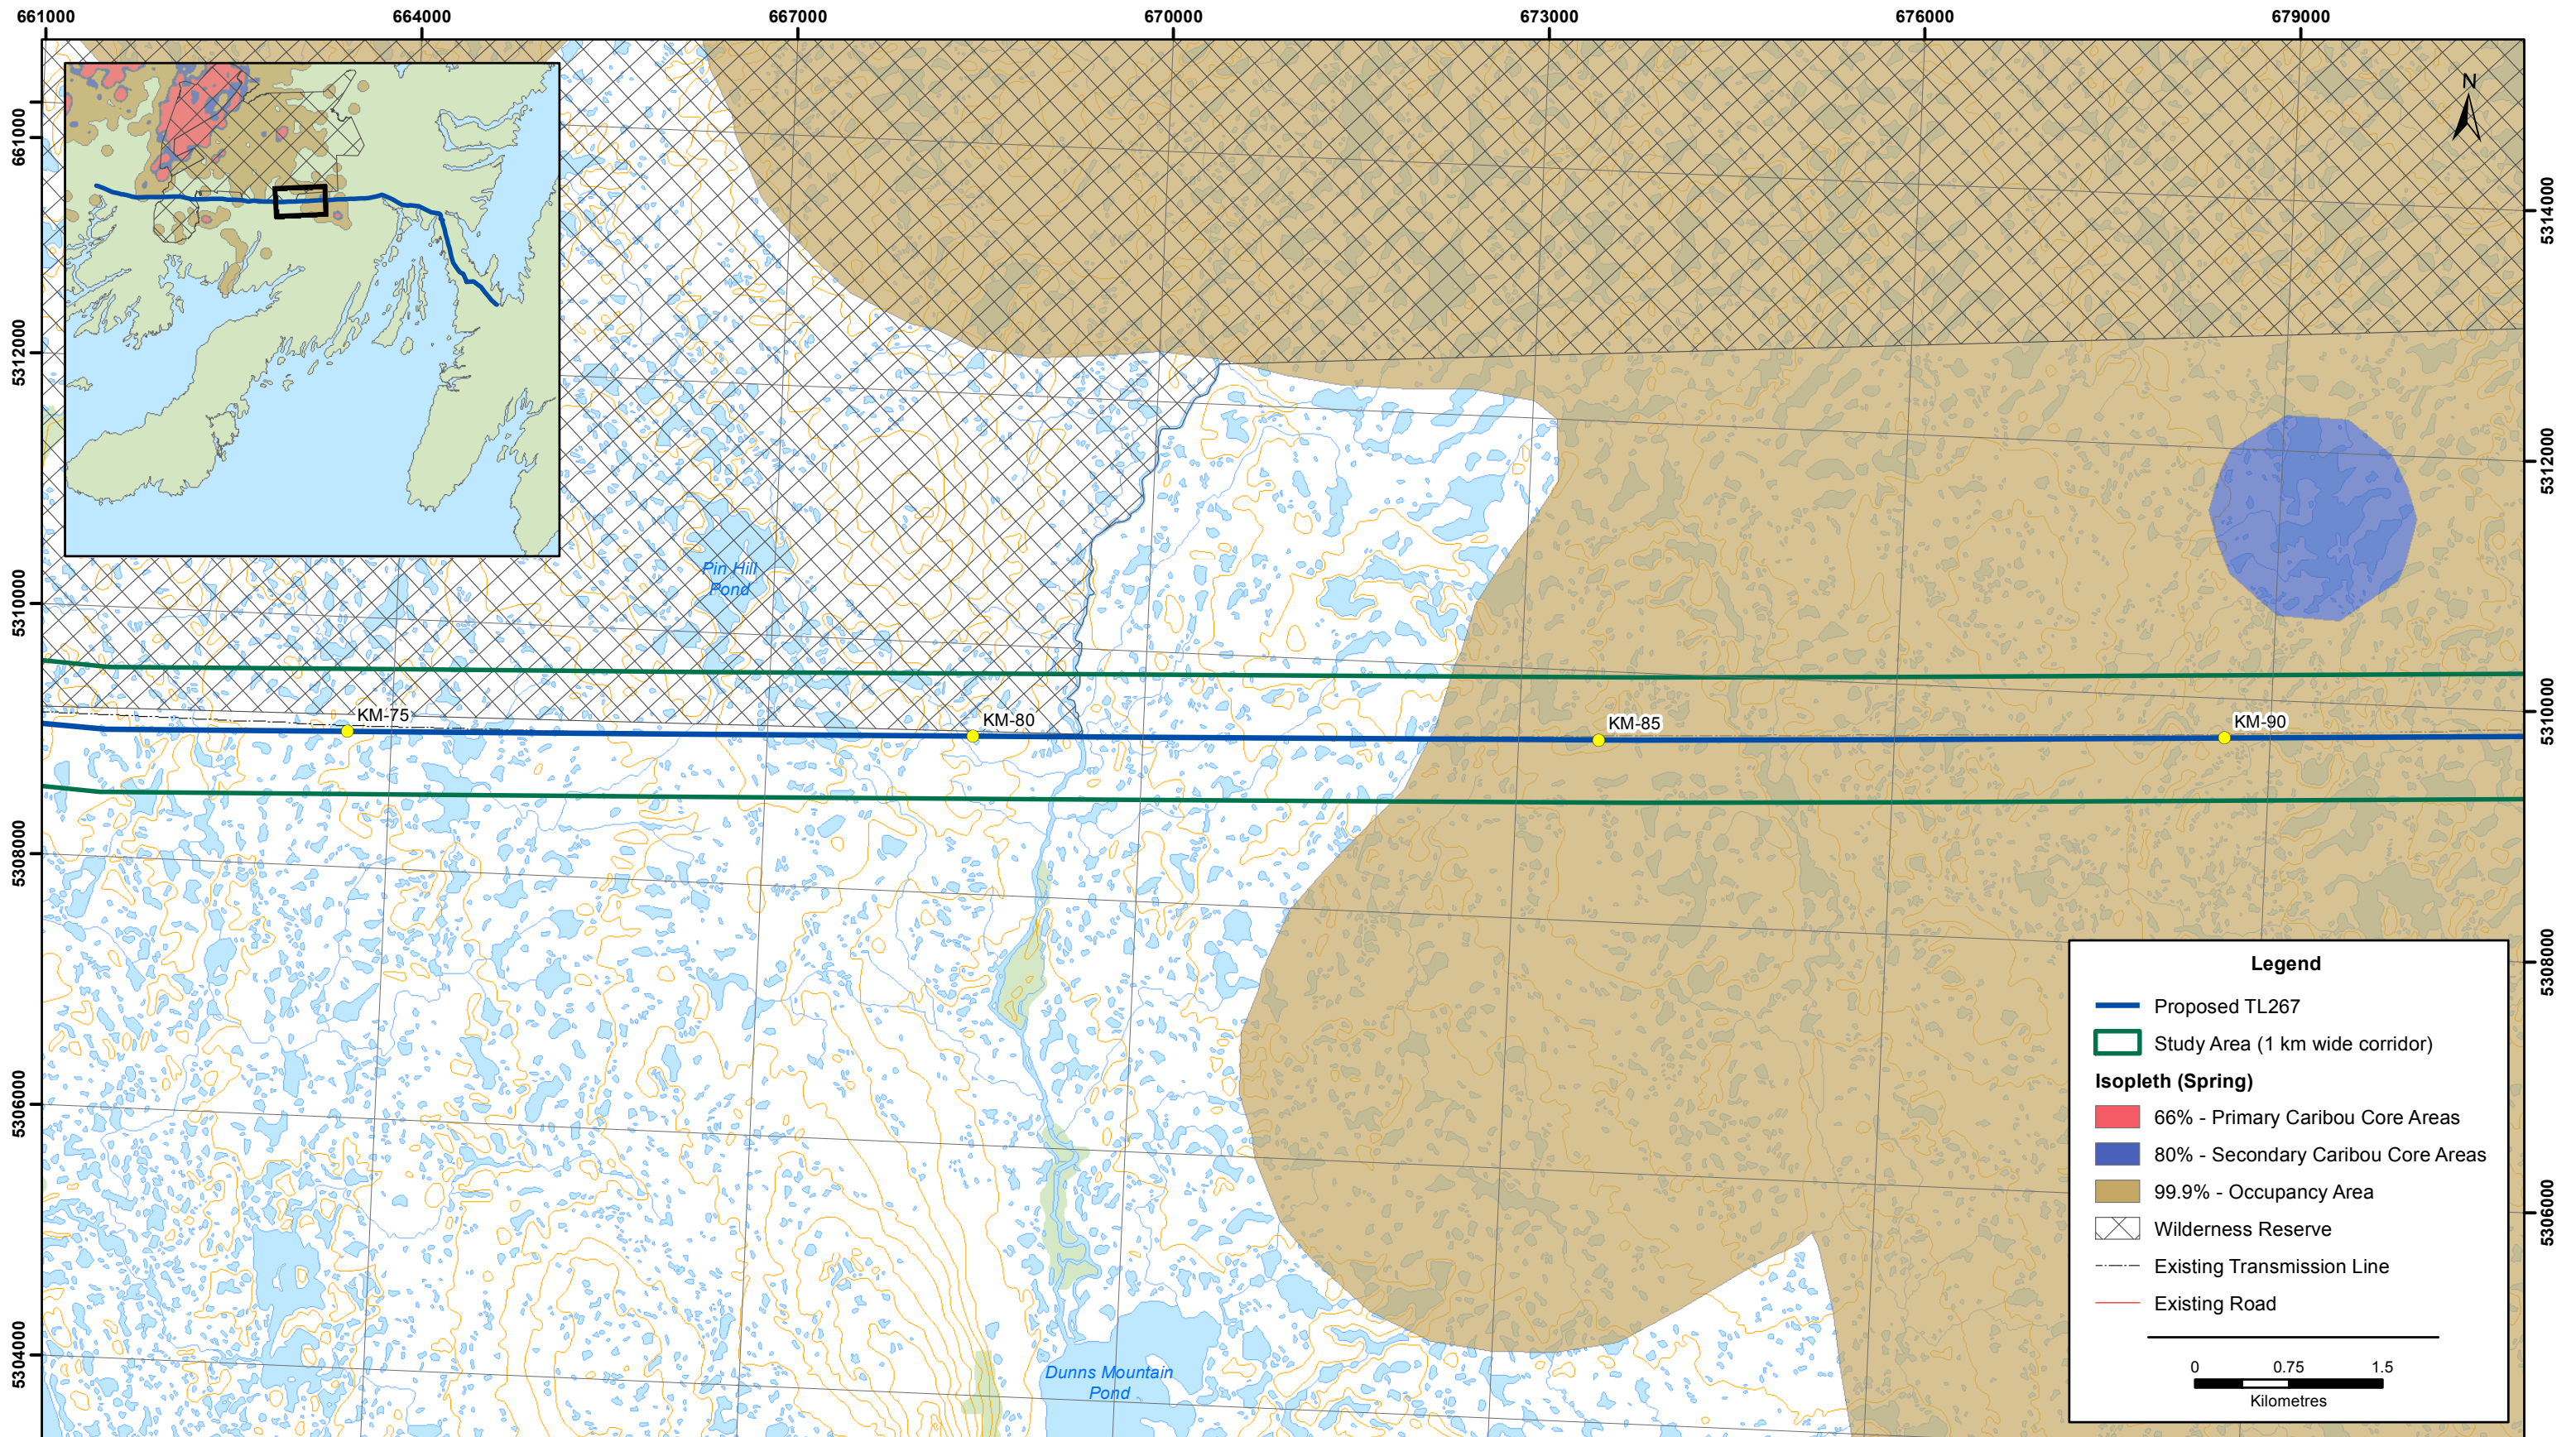 661000
664000
667000
670000
673000
676000
679000
N
661000
5312000
5310000
5308000
5306000
5304000
5314000
5312000
5310000
5308000
5306000
Pin Hill
Pond
KM-75
KM-80
KM-85
KM-90
Dunns Mountain
Pond
Legend
Proposed TL267
Study Area (1 km wide corridor)
Isopleth (Spring)
66% - Primary Caribou Core Areas
80% - Secondary Caribou Core Areas
99.9% - Occupancy Area
Wilderness Reserve
Existing Transmission Line
Existing Road
0 0.75 1.5
Kilometres